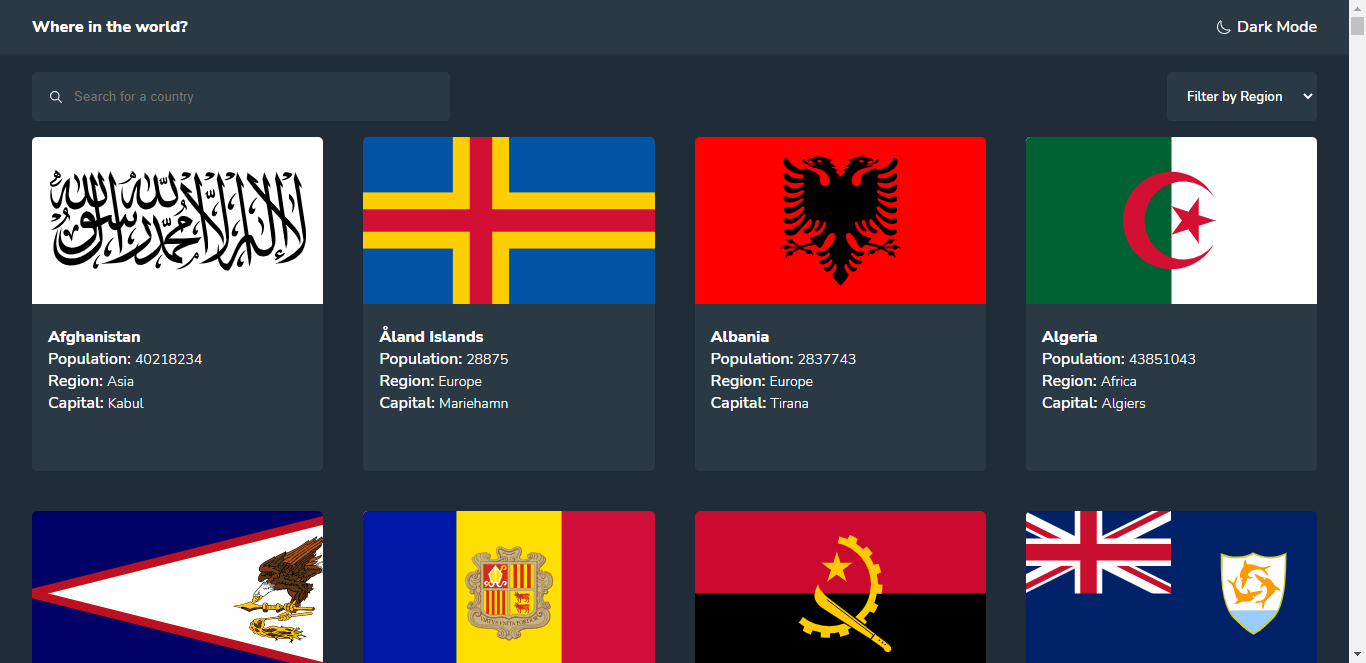 Where in the world?
Dark Mode
Search for a country
Filter by Region
لا إله إلا الله محمد رسول الله
Afghanistan
Population: 40218234
Region: Asia
Capital: Kabul
Åland Islands
Population: 28875
Region: Europe
Capital: Mariehamn
Albania
Population: 2837743
Region: Europe
Capital: Tirana
Algeria
Population: 43851043
Region: Africa
Capital: Algiers